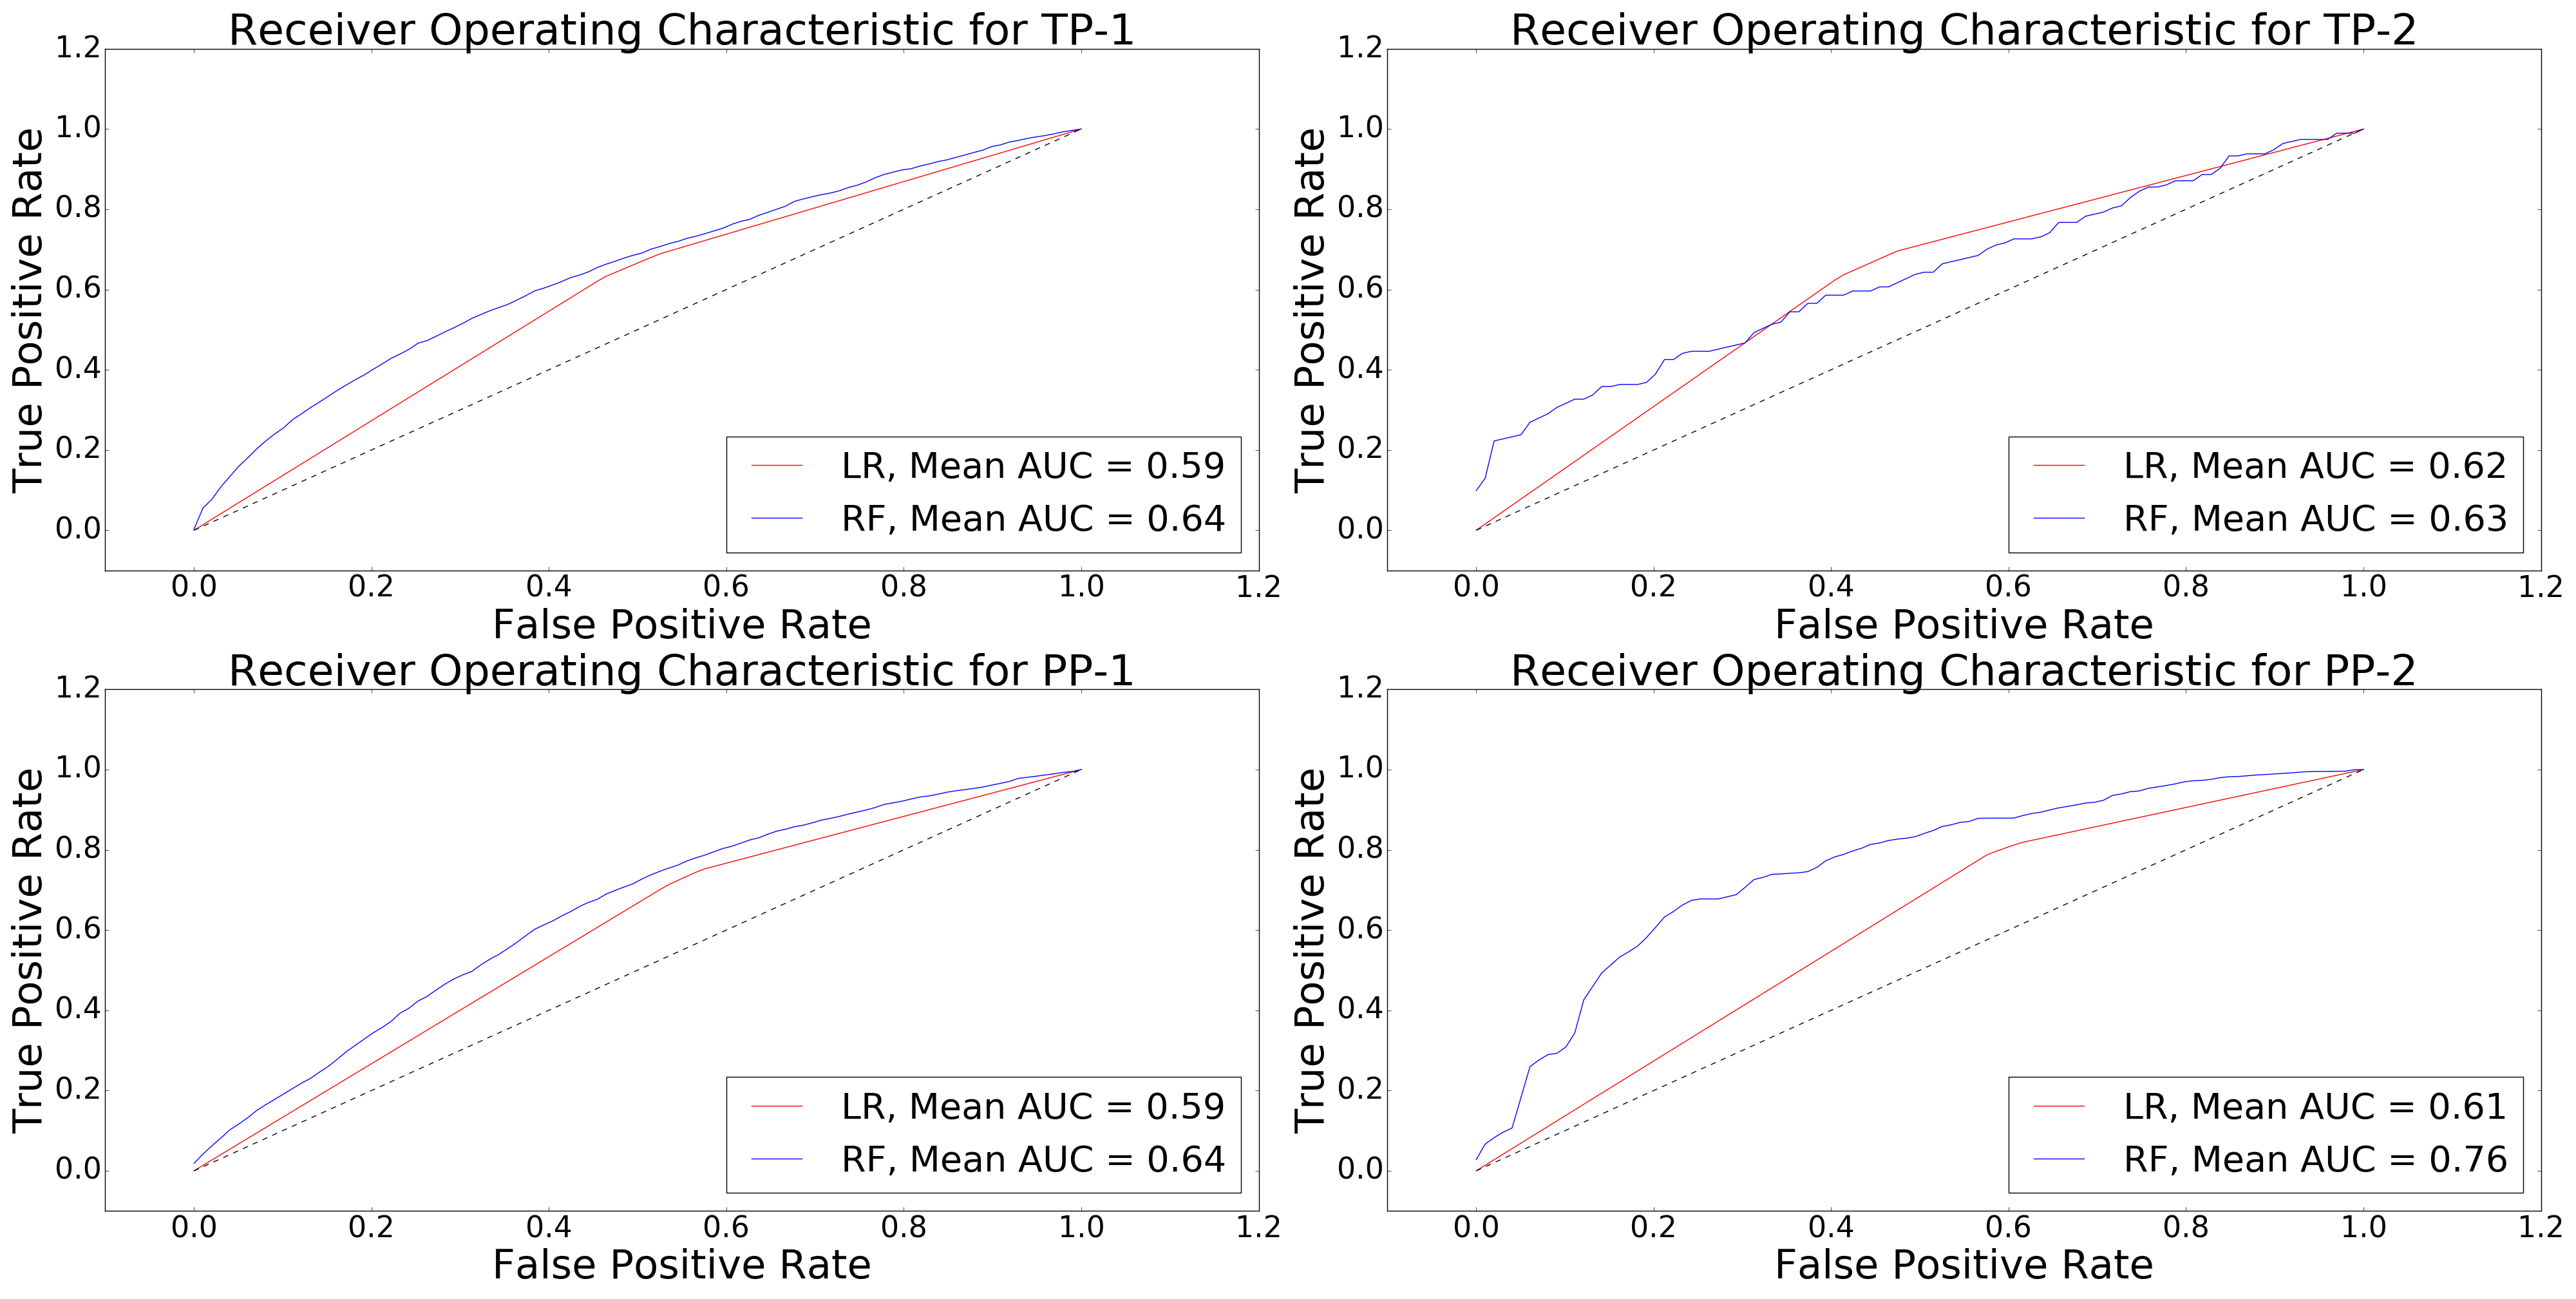 Receiver Operating Characteristic for TP-1
1.2
1.0
0.8
0.6
0.4
0.2
0.0
True Positive Rate
LR, Mean AUC = 0.59
RF, Mean AUC = 0.64
0.0 0.2 0.4 0.6 0.8 1.0 1.2
False Positive Rate
Receiver Operating Characteristic for TP-2
1.2
1.0
0.8
0.6
0.4
0.2
0.0
True Positive Rate
LR, Mean AUC = 0.62
RF, Mean AUC = 0.63
0.0 0.2 0.4 0.6 0.8 1.0 1.2
False Positive Rate
Receiver Operating Characteristic for PP-1
1.2
1.0
0.8
0.6
0.4
0.2
0.0
True Positive Rate
LR, Mean AUC = 0.59
RF, Mean AUC = 0.64
0.0 0.2 0.4 0.6 0.8 1.0 1.2
False Positive Rate
Receiver Operating Characteristic for PP-2
1.2
1.0
0.8
0.6
0.4
0.2
0.0
True Positive Rate
LR, Mean AUC = 0.61
RF, Mean AUC = 0.76
0.0 0.2 0.4 0.6 0.8 1.0 1.2
False Positive Rate